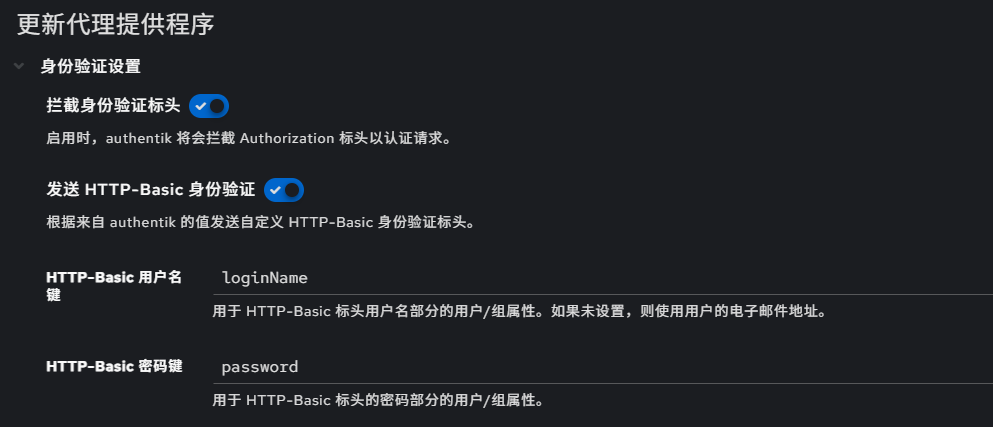 更新代理提供程序
身份验证设置
拦截身份验证标头
启用时，authentik 将会拦截 Authorization 标头以认证请求。
发送 HTTP-Basic 身份验证
根据来自 authentik 的值发送自定义 HTTP-Basic 身份验证标头。
HTTP-Basic 用户名
键
loginName
用于 HTTP-Basic 标头用户名部分的用户/组属性。如果未设置，则使用用户的电子邮件地址。
HTTP-Basic 密码键
password
用于 HTTP-Basic 标头的密码部分的用户/组属性。